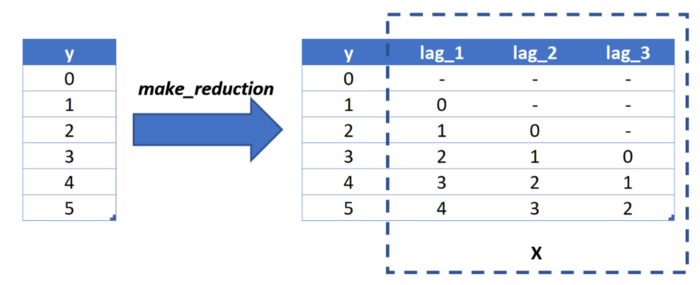 y
0
1
2
3
4
5
make_reduction
y lag_1 lag_2 lag_3
0 - - -
1 0 - -
2 1 0 -
3 2 1 0
4 3 2 1
5 4 3 2
X